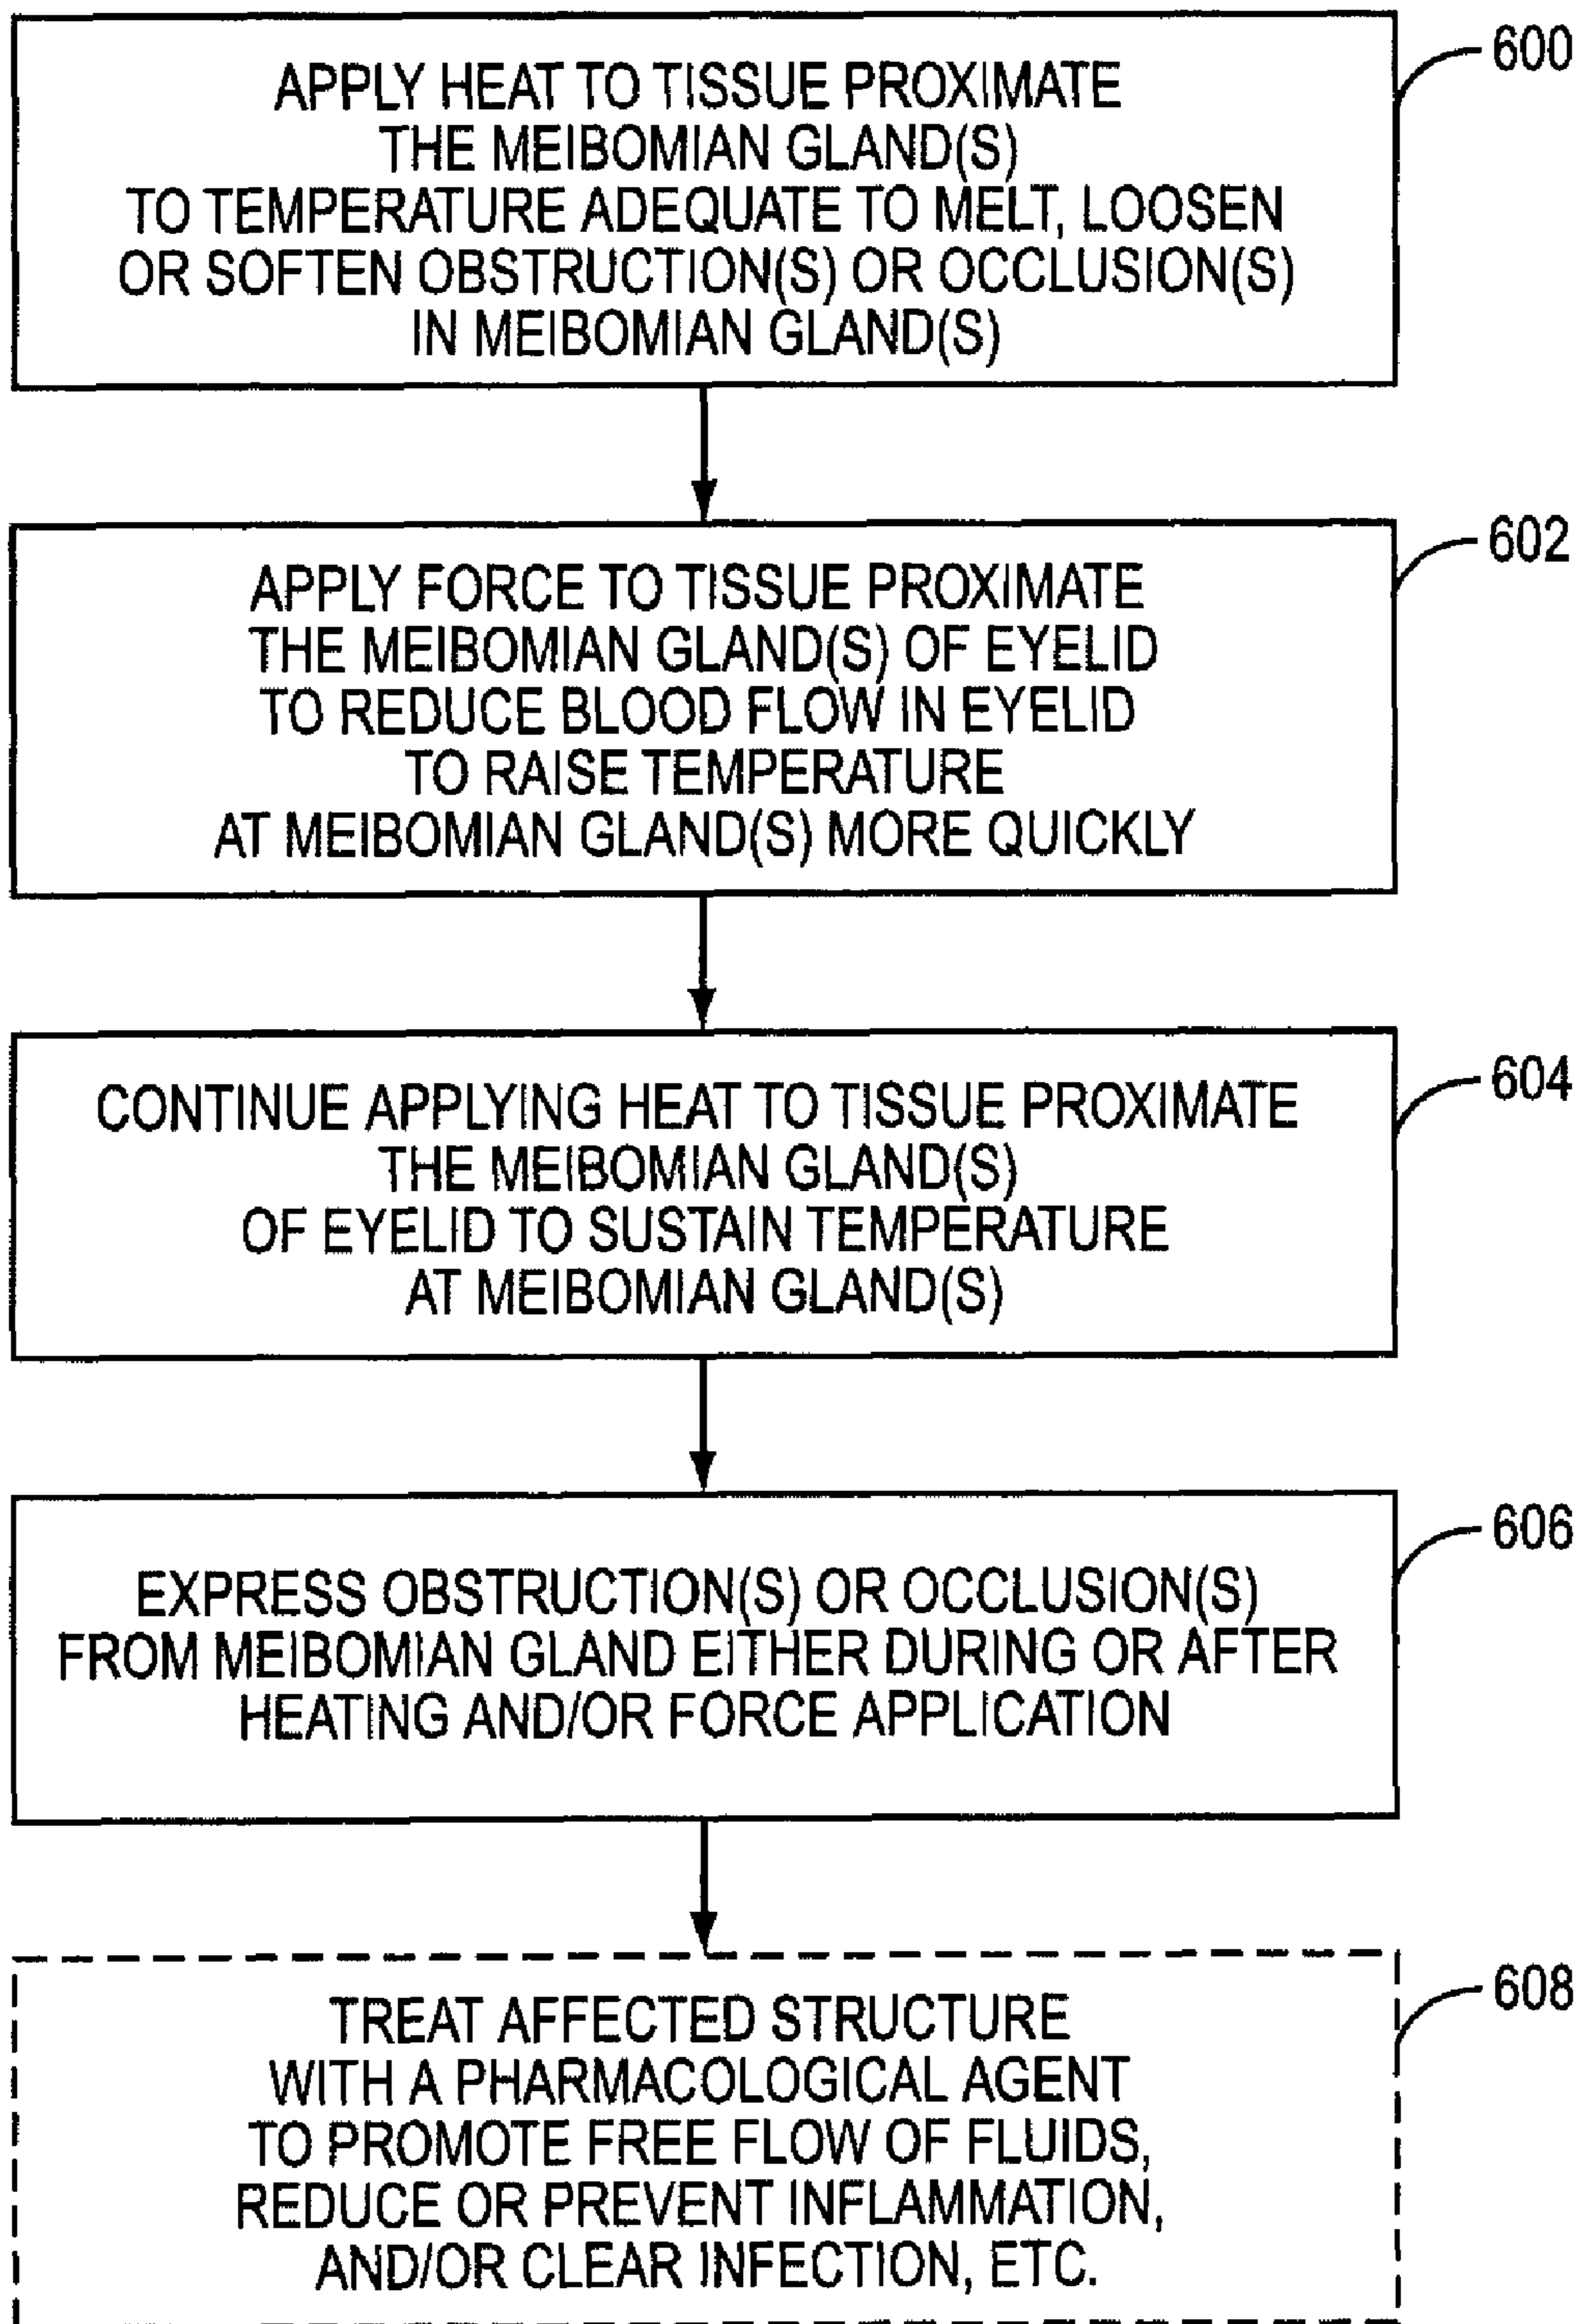 APPLY HEAT TO TISSUE PROXIMATE
THE MEIBOMIAN GLAND(S)
TO TEMPERATURE ADEQUATE TO MELT, LOOSEN
OR SOFTEN OBSTRUCTION(S) OR OCCLUSION(S)
IN MEIBOMIAN GLAND(S)
600
APPLY FORCE TO TISSUE PROXIMATE
THE MEIBOMIAN GLAND(S) OF EYELID
TO REDUCE BLOOD FLOW IN EYELID
TO RAISE TEMPERATURE
AT MEIBOMIAN GLAND(S) MORE QUICKLY
602
CONTINUE APPLYING HEAT TO TISSUE PROXIMATE
THE MEIBOMIAN GLAND(S)
OF EYELID TO SUSTAIN TEMPERATURE
AT MEIBOMIAN GLAND(S)
604
EXPRESS OBSTRUCTION(S) OR OCCLUSION(S)
FROM MEIBOMIAN GLAND EITHER DURING OR AFTER
HEATING AND/OR FORCE APPLICATION
606
TREAT AFFECTED STRUCTURE
WITH A PHARMACOLOGICAL AGENT
TO PROMOTE FREE FLOW OF FLUIDS,
REDUCE OR PREVENT INFLAMMATION,
AND/OR CLEAR INFECTION, ETC.
608